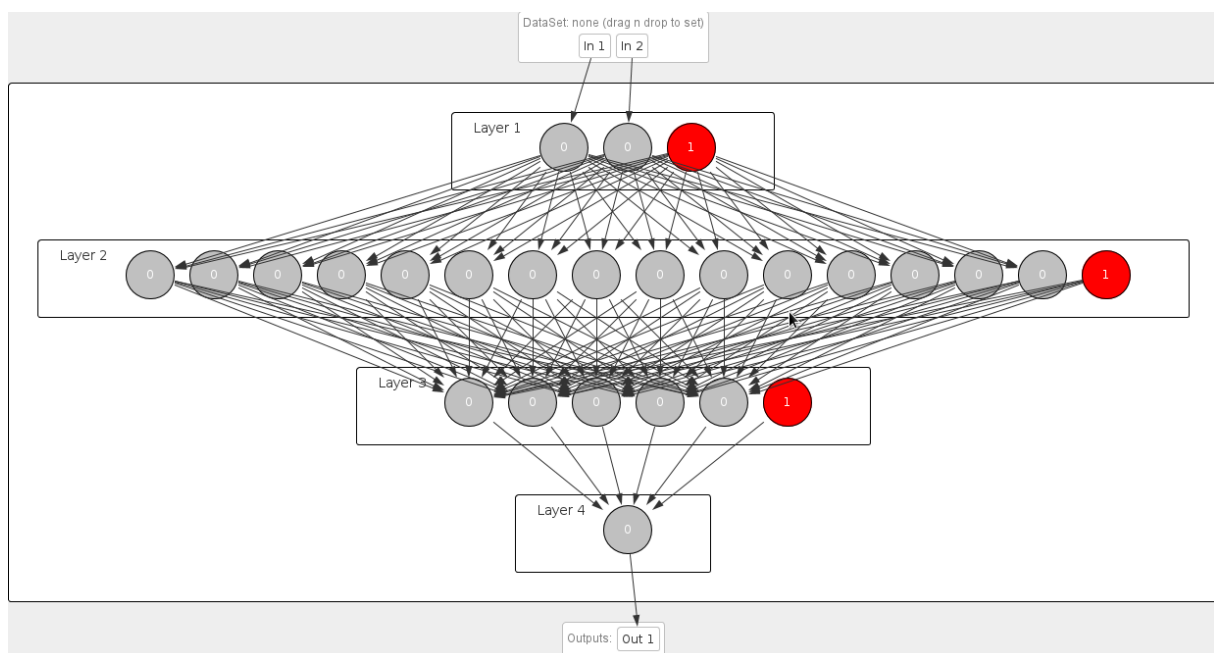 DataSet: none (drag n drop to set)
In 1 In 2
Layer 1
0 0 1
Layer 2
0 0 0 0 0 0 0 0 0 0 0 0 0 0 0 1
Layer 3
0 0 0 0 0 1
Layer 4
0
Outputs: Out 1